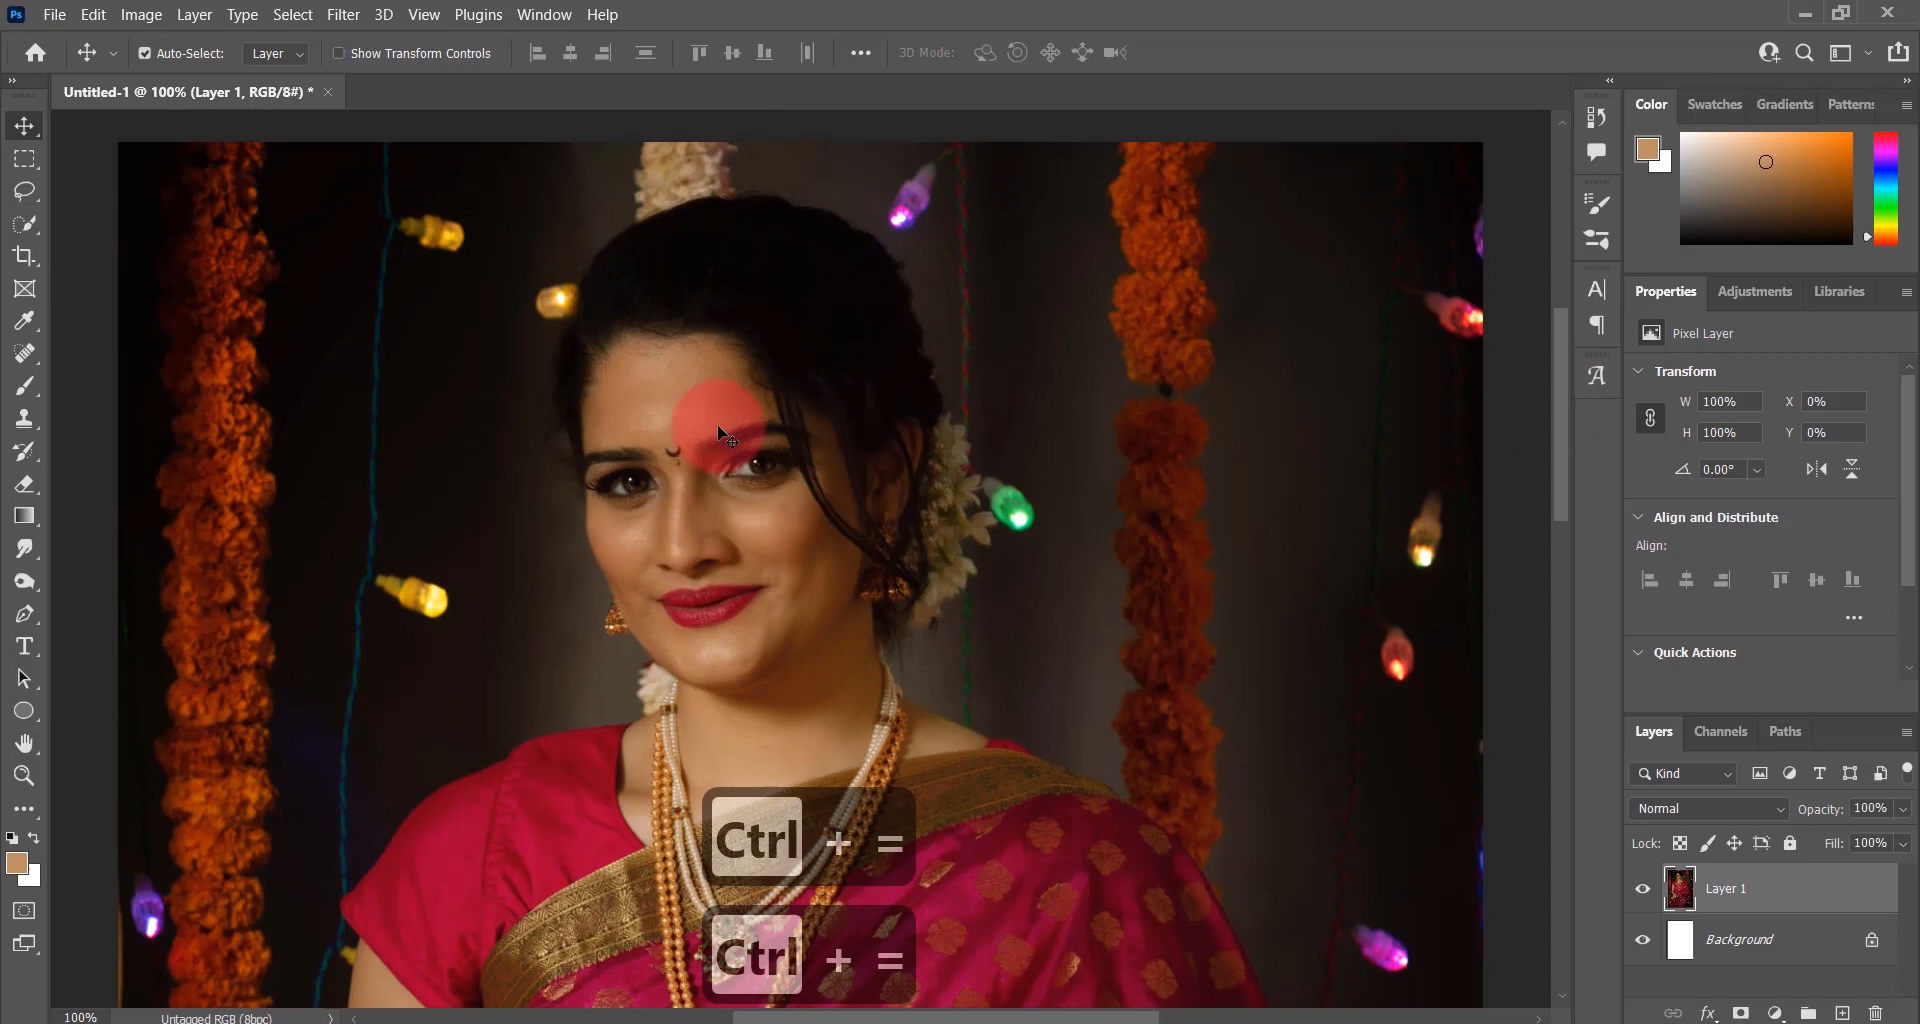 Ps File Edit Image Layer Type Select Filter 3D View Plugins Window Help
Auto-Select: Layer Show Transform Controls 3D Mode:
Untitled-1 @ 100% (Layer 1, RGB/8#) *
Color Swatches Gradients Patterns
Properties Adjustments Libraries
Pixel Layer
Transform
W 100% X 0%
H 100% Y 0%
0.00°
Align and Distribute
Align:
Quick Actions
Layers Channels Paths
Kind
Normal Opacity: 100%
Lock: Fill: 100%
Layer 1
Background
Ctrl + =
Ctrl + =
100% Untagged RGB (8bpc)